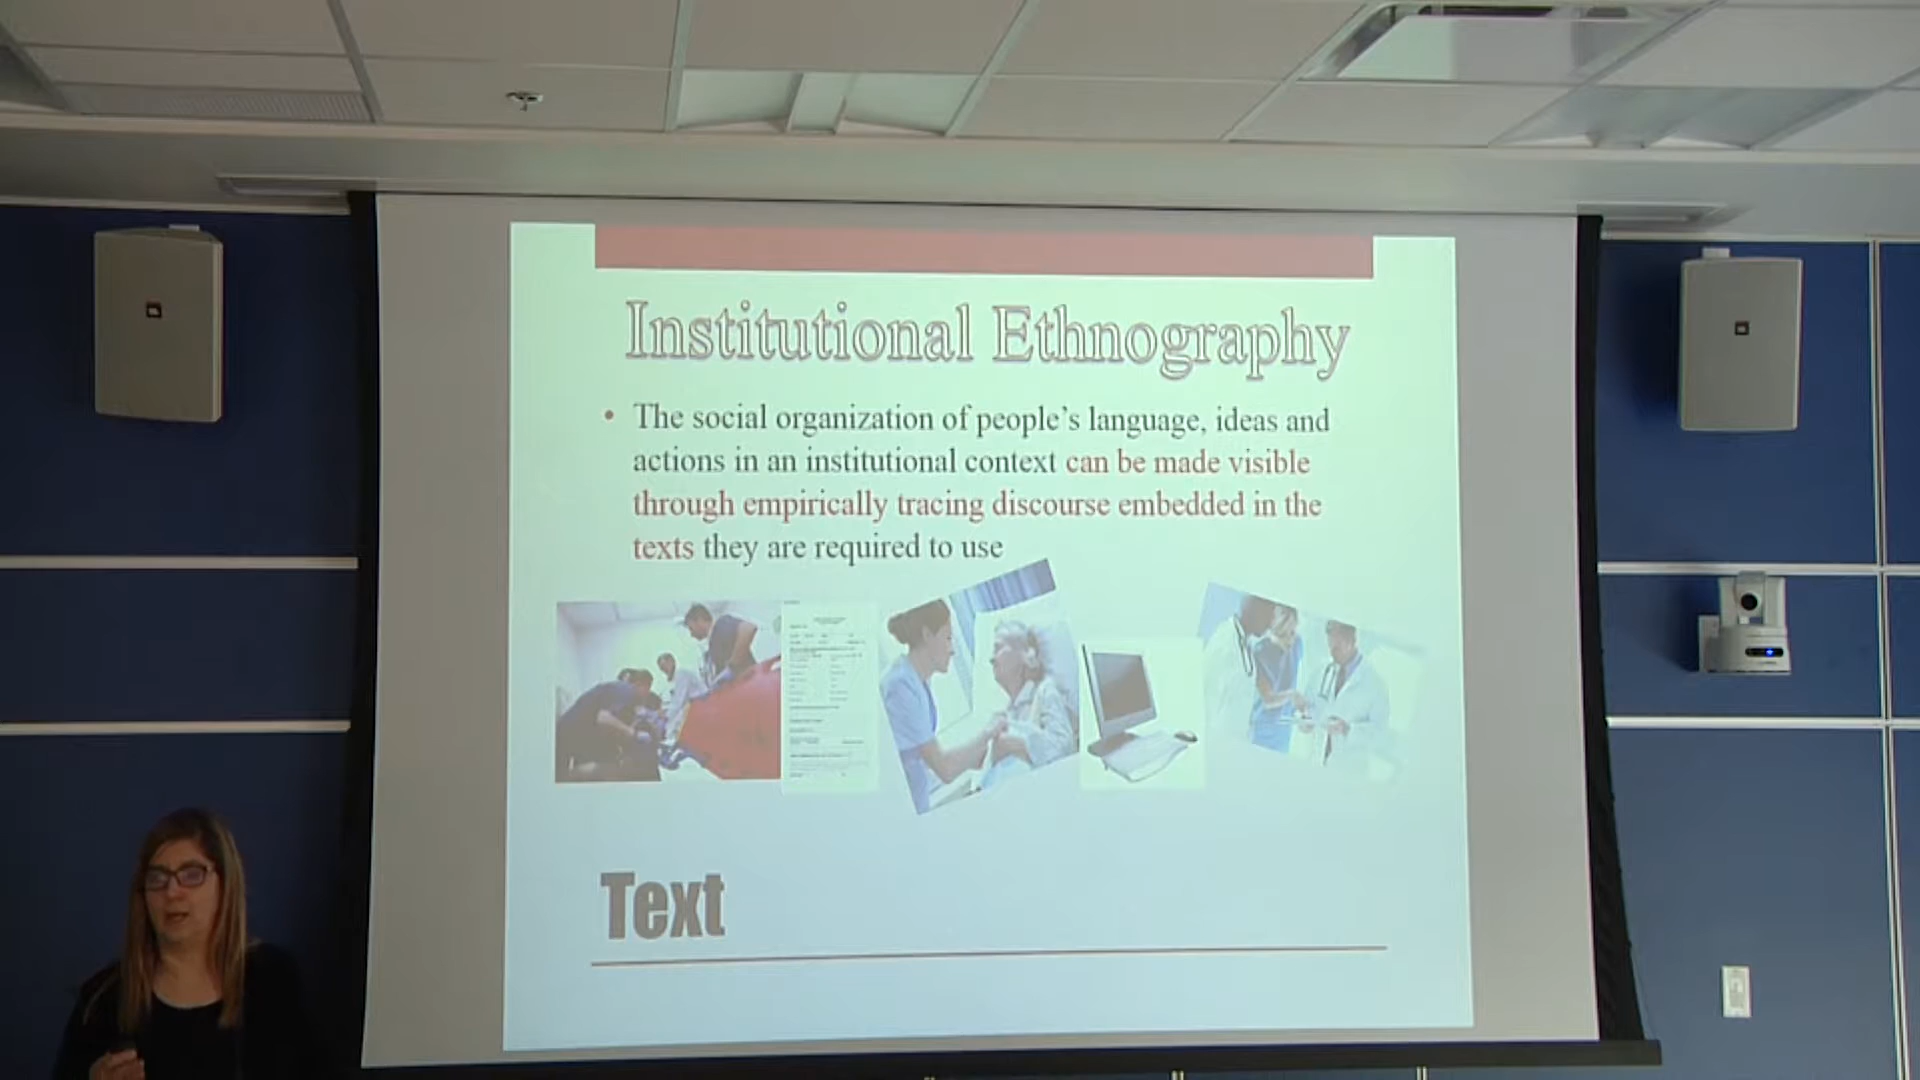 Institutional Ethnography
• The social organization of people's language, ideas and
actions in an institutional context can be made visible
through empirically tracing discourse embedded in the
texts they are required to use
Text